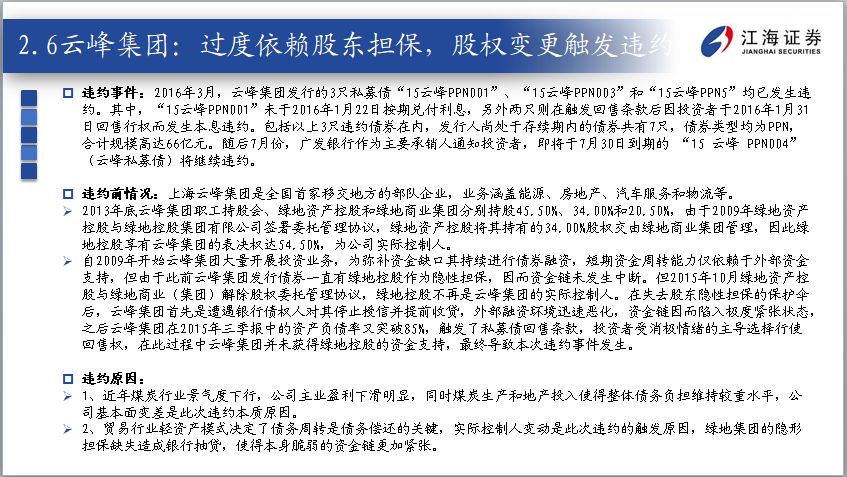 2.6云峰集团：过度依赖股东担保，股权变更触发违约
江海证券
JIANGHAI SECURITIES
违约事件：2016年3月，云峰集团发行的3只私募债“15云峰PPN001”、“15云峰PPN003”和“15云峰PPN5”均已发生违
约。其中，“15云峰PPN001”未于2016年1月22日按期兑付利息，另外两只则在触发回售条款后因投资者于2016年1月31
日回售行权而发生本息违约。包括以上3只违约债券在内，发行人尚处于存续期内的债券共有7只，债券类型均为PPN，
合计规模高达66亿元。随后7月份，广发银行作为主要承销人通知投资者，即将于7月30日到期的 “15 云峰 PPN004”
（云峰私募债）将继续违约。
违约前情况：上海云峰集团是全国首家移交地方的部队企业，业务涵盖能源、房地产、汽车服务和物流等。
2013年底云峰集团职工持股会、绿地资产控股和绿地商业集团分别持股45.50%、34.00%和20.50%，由于2009年绿地资产
控股与绿地控股集团有限公司签署委托管理协议，绿地资产控股将其持有的34.00%股权交由绿地商业集团管理，因此绿
地控股享有云峰集团的表决权达54.50%，为公司实际控制人。
自2009年开始云峰集团大量开展投资业务，为弥补资金缺口其持续进行债券融资，短期资金周转能力仅依赖于外部资金
支持，但由于此前云峰集团发行债券一直有绿地控股作为隐性担保，因而资金链未发生中断。但2015年10月绿地资产控
股与绿地商业（集团）解除股权委托管理协议，绿地控股不再是云峰集团的实际控制人。在失去股东隐性担保的保护伞
后，云峰集团首先是遭遇银行债权人对其停止授信并提前收贷，外部融资环境迅速恶化，资金链因而陷入极度紧张状态，
之后云峰集团在2015年三季报中的资产负债率又突破85%，触发了私募债回售条款，投资者受消极情绪的主导选择行使
回售权，在此过程中云峰集团并未获得绿地控股的资金支持，最终导致本次违约事件发生。
违约原因：
1、近年煤炭行业景气度下行，公司主业盈利下滑明显，同时煤炭生产和地产投入使得整体债务负担维持较重水平，公
司基本面变差是此次违约本质原因。
2、贸易行业轻资产模式决定了债务周转是债务偿还的关键，实际控制人变动是此次违约的触发原因，绿地集团的隐形
担保缺失造成银行抽贷，使得本身脆弱的资金链更加紧张。